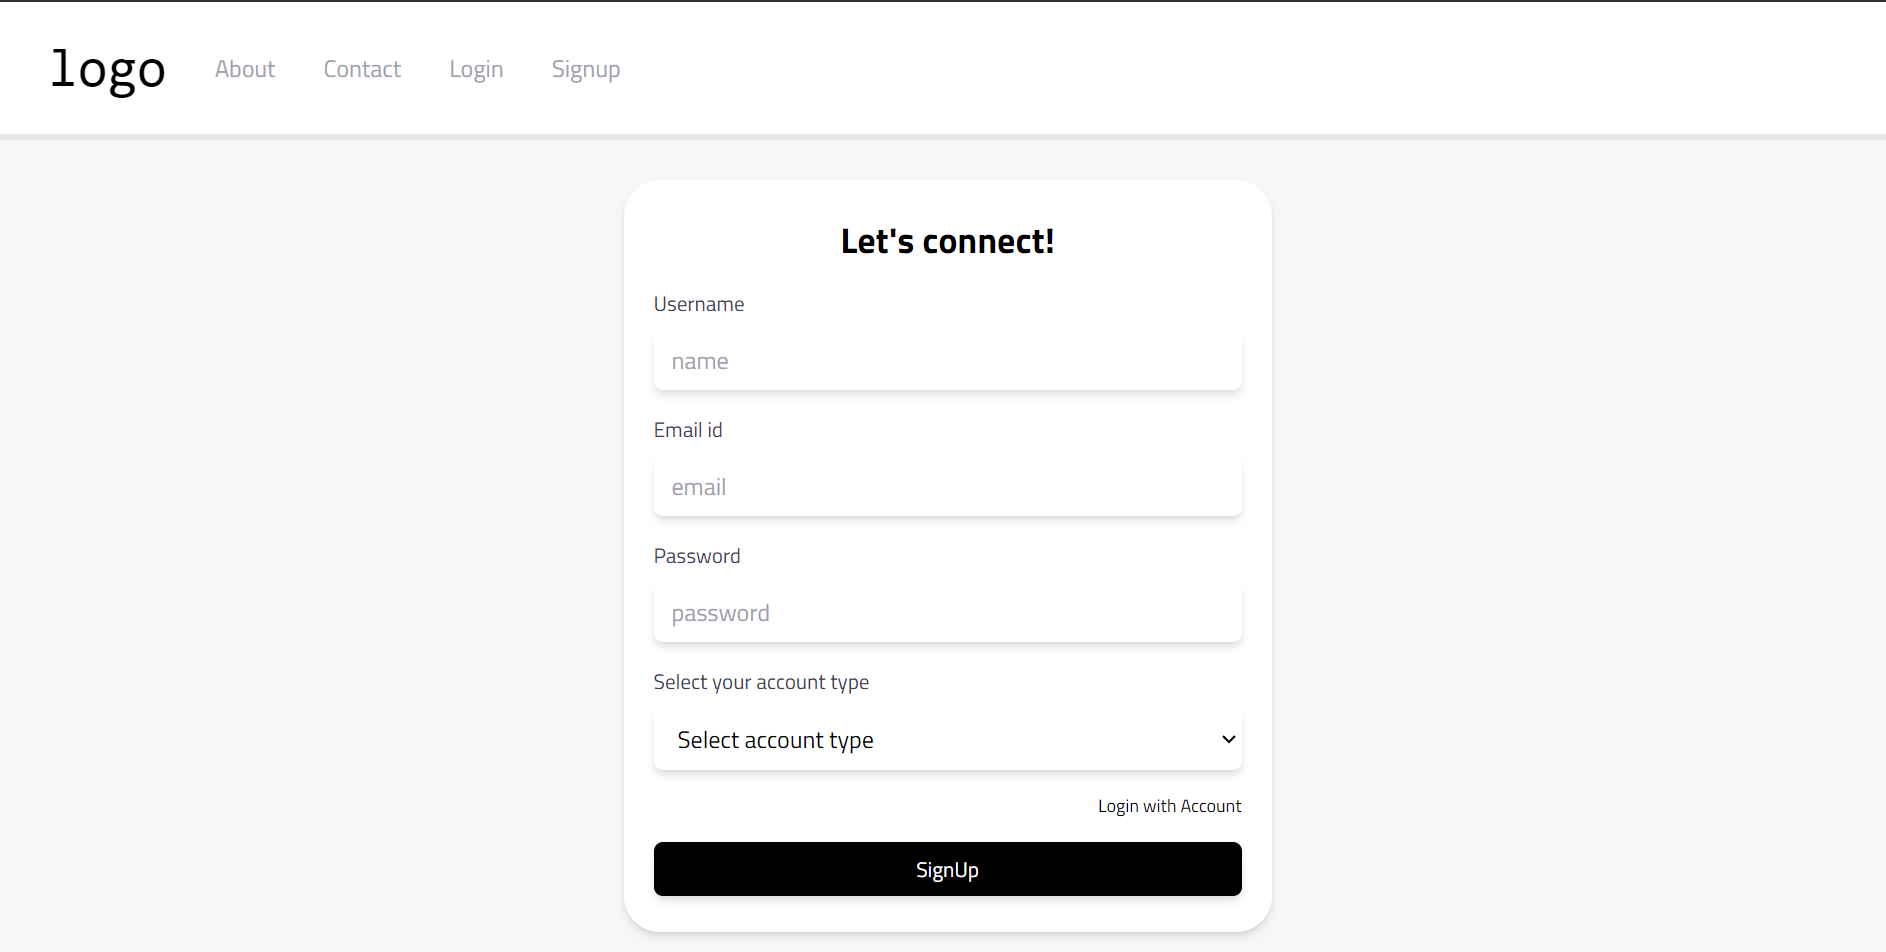 logo About Contact Login Signup
Let's connect!
Username
name
Email id
email
Password
password
Select your account type
Select account type
Login with Account
SignUp